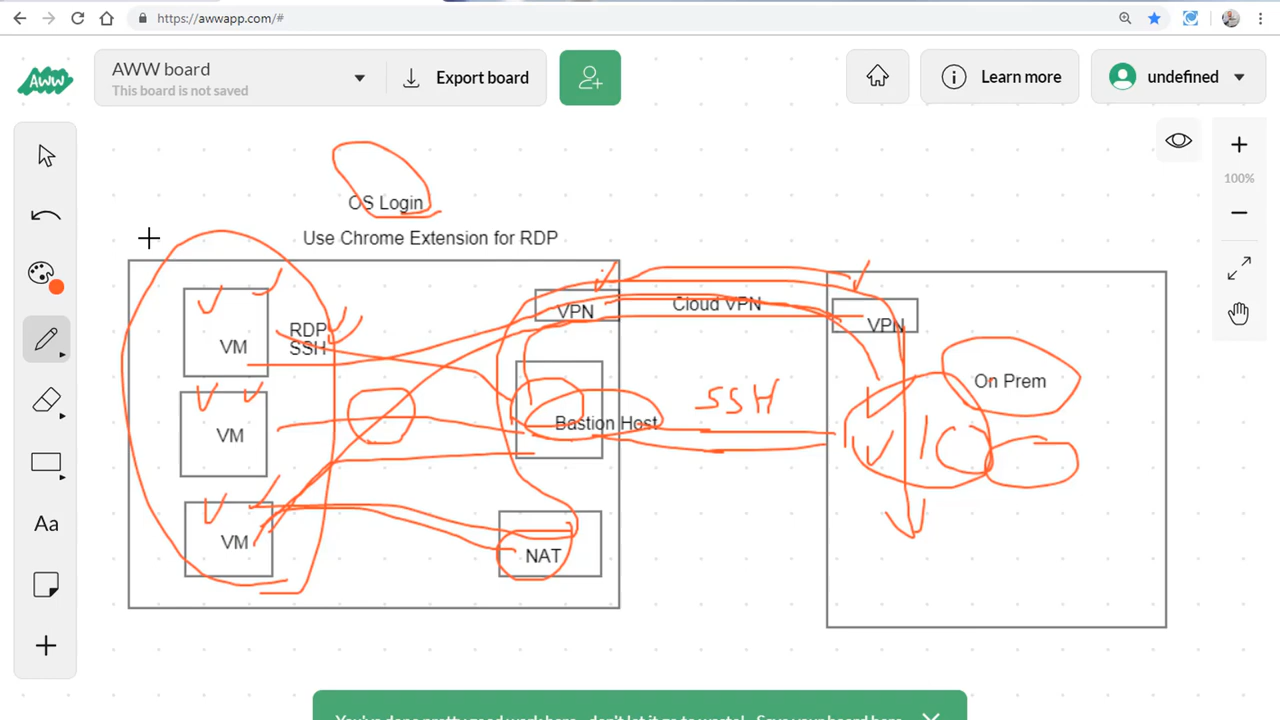 https://awwapp.com/#
AWW
AWW board
This board is not saved
Export board
Learn more
undefined
100%
Aa
OS Login
Use Chrome Extension for RDP
VM
RDP
SSH
VM
VM
VPN
Bastion Host
NAT
Cloud VPN
SSH
VPN
On Prem